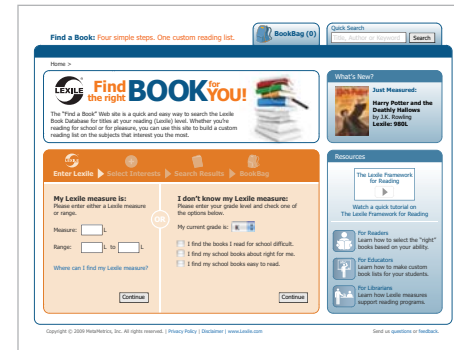 Find a Book: Four simple steps. One custom reading list.
BookBag (0)
Quick Search
Title, Author or Keyword
Search
Home >
LEXILE
Find the right BOOK for YOU!
The "Find a Book" Web site is a quick and easy way to search the Lexile
Book Database for titles at your reading (Lexile) level. Whether you're
reading for school or for pleasure, you can use this site to build a custom
reading list on the subjects that interest you the most.
What's New?
Just Measured:
Harry Potter and the
Deathly Hallows
by J.K. Rowling
Lexile: 980L
Enter Lexile
Select Interests
Search Results
BookBag
My Lexile measure is:
Please enter either a Lexile measure
or range.
Measure: L
Range: L to L
Where can I find my Lexile measure?
Continue
OR
I don't know my Lexile measure:
Please enter your grade level and check one of
the options below.
My current grade is:
I find the books I read for school difficult.
I find my school books about right for me.
I find my school books easy to read.
Continue
Resources
The Lexile Framework
for Reading
Watch a quick tutorial on
The Lexile Framework for Reading
For Readers
Learn how to select the "right"
books based on your ability.
For Educators
Learn how to make custom
book lists for your students.
For Librarians
Learn how Lexile measures
support reading programs.
Copyright © 2009 MetaMetrics, Inc. All rights reserved. | Privacy Policy | Disclaimer | www.Lexile.com
Send us questions or feedback.